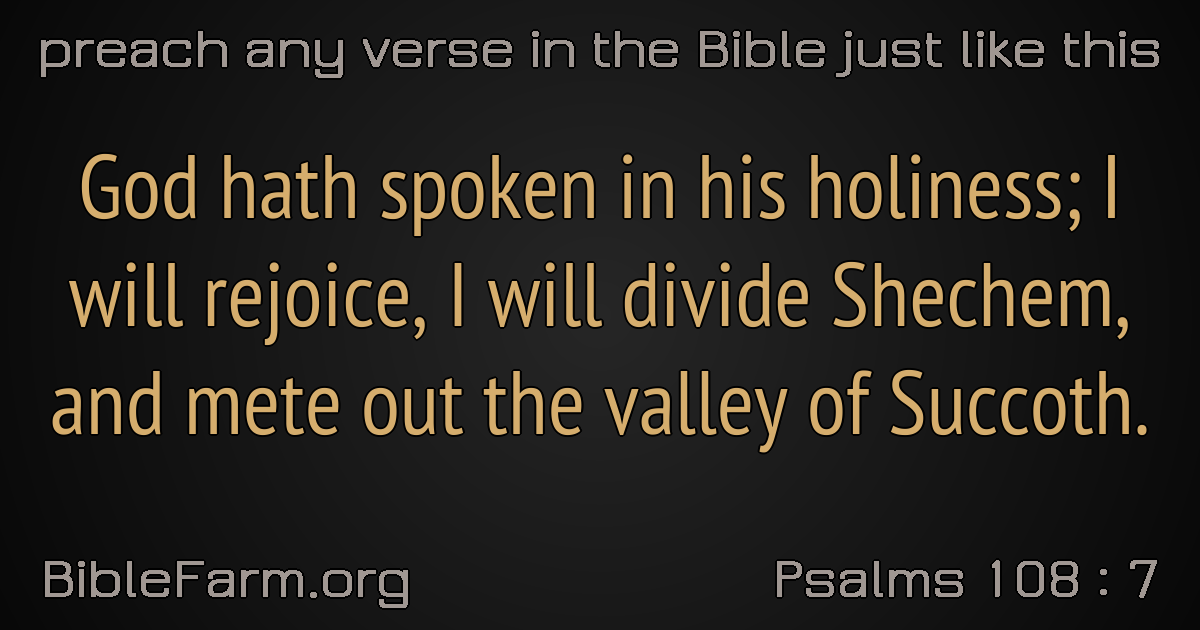 preach any verse in the Bible just like this
God hath spoken in his holiness; I
will rejoice, I will divide Shechem,
and mete out the valley of Succoth.
BibleFarm.org
Psalms 108 : 7